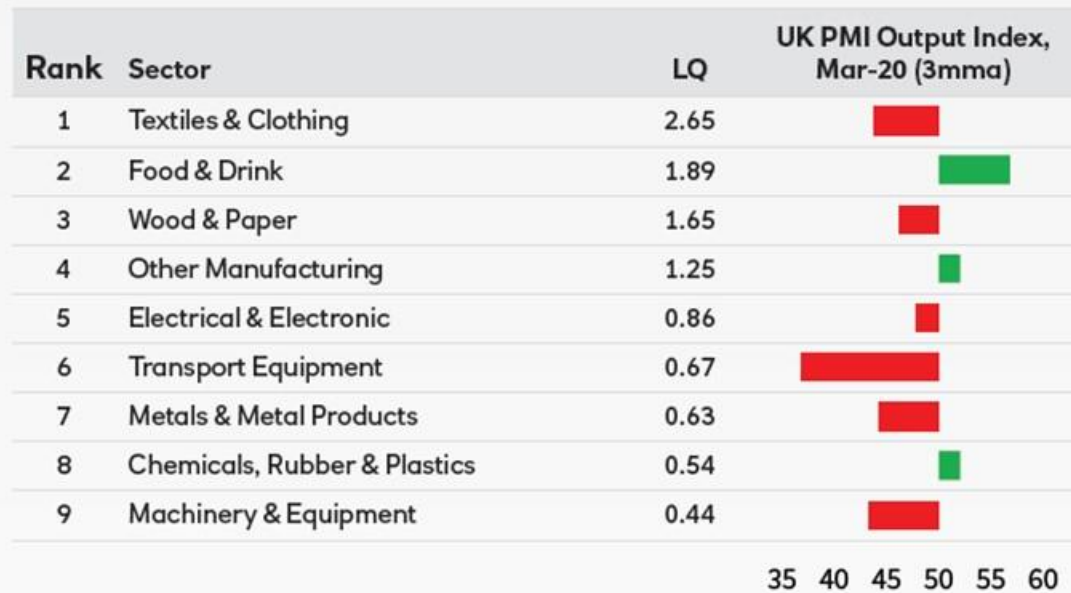 UK PMI Output Index,
Rank Sector LQ Mar-20 (3mma)
1 Textiles & Clothing 2.65
2 Food & Drink 1.89
3 Wood & Paper 1.65
4 Other Manufacturing 1.25
5 Electrical & Electronic 0.86
6 Transport Equipment 0.67
7 Metals & Metal Products 0.63
8 Chemicals, Rubber & Plastics 0.54
9 Machinery & Equipment 0.44
35 40 45 50 55 60